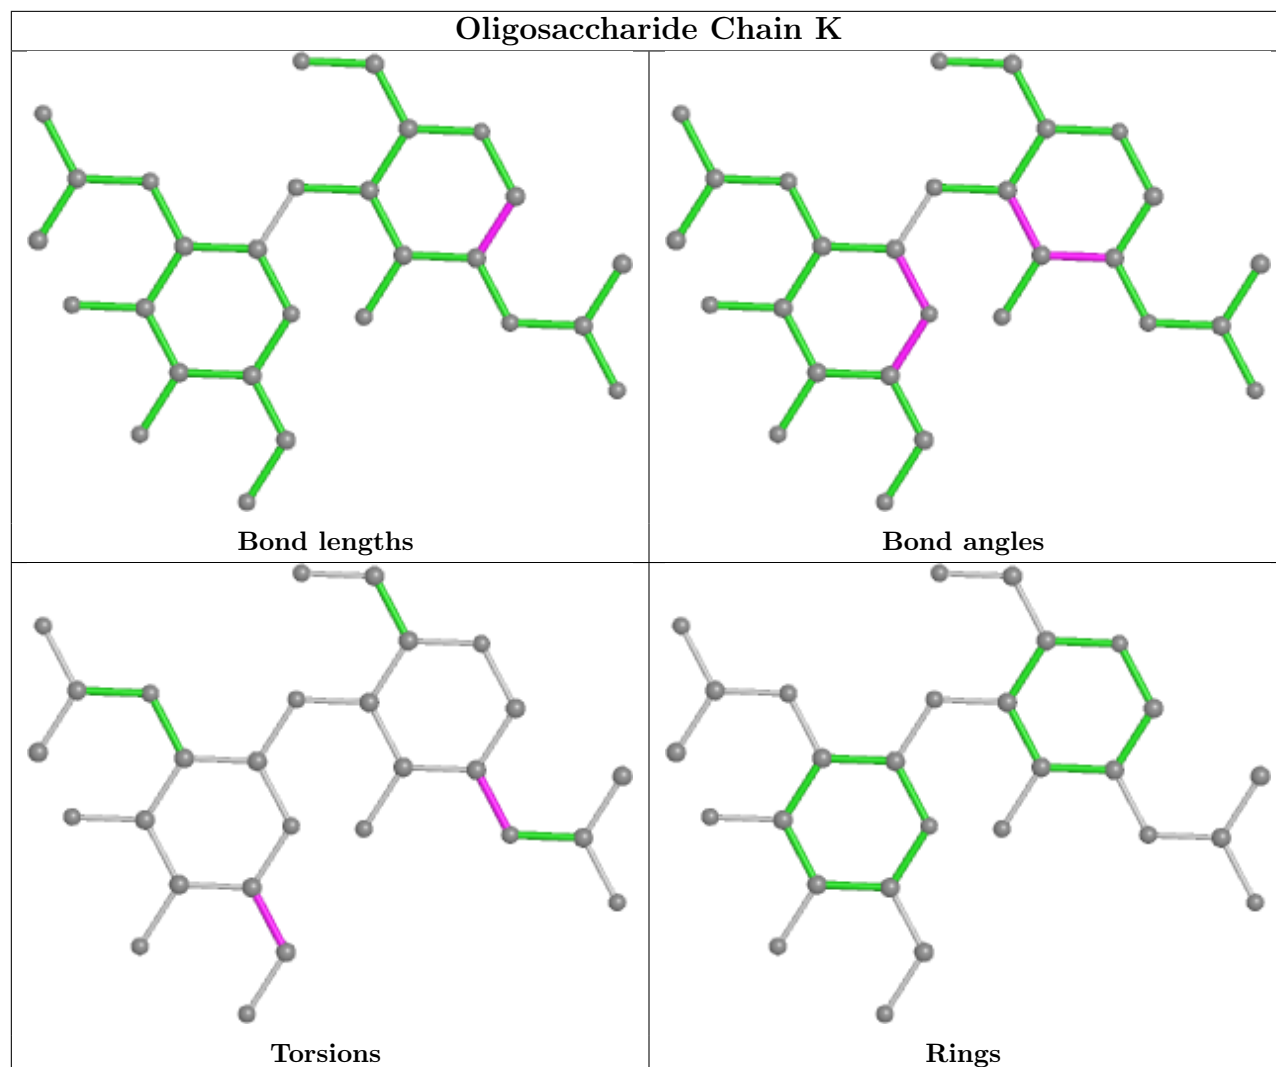 Oligosaccharide Chain K
Bond lengths
Bond angles
Torsions
Rings